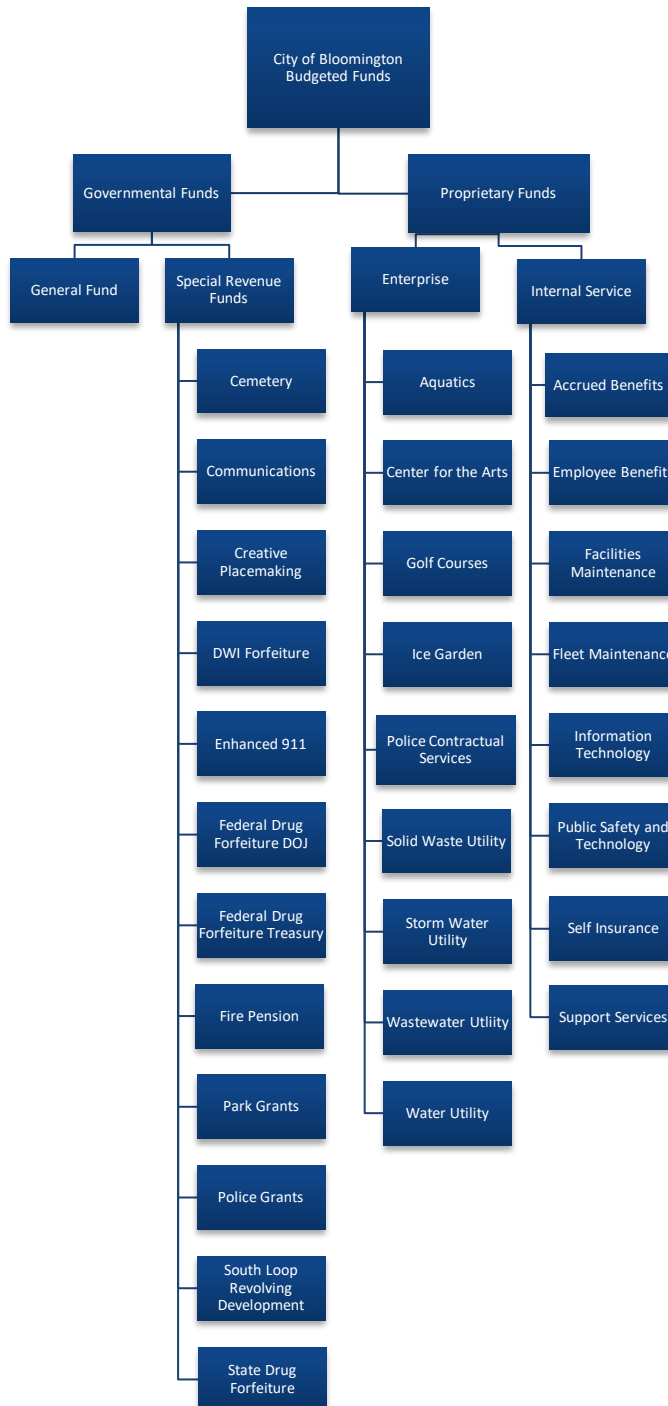 City of Bloomington
Budgeted Funds
Governmental Funds
Proprietary Funds
General Fund
Special Revenue
Funds
Enterprise
Internal Service
Cemetery
Communications
Creative
Placemaking
DWI Forfeiture
Enhanced 911
Federal Drug
Forfeiture DOJ
Federal Drug
Forfeiture Treasury
Fire Pension
Park Grants
Police Grants
South Loop
Revolving
Development
State Drug
Forfeiture
Aquatics
Center for the Arts
Golf Courses
Ice Garden
Police Contractual
Services
Solid Waste Utility
Storm Water
Utility
Wastewater Utliity
Water Utility
Accrued Benefits
Employee Benefits
Facilities
Maintenance
Fleet Maintenance
Information
Technology
Public Safety and
Technology
Self Insurance
Support Services